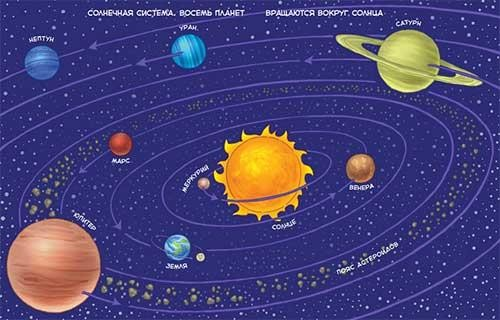 СОЛНЕЧНАЯ СИСТЕМА. ВОСЕМЬ ПЛАНЕТ ВРАЩАЮТСЯ ВОКРУГ СОЛНЦА
НЕПТУН
УРАН
САТУРН
МАРС
МЕРКУРИЙ
ВЕНЕРА
СОЛНЦЕ
ЮПИТЕР
ЗЕМЛЯ
ПОЯС АСТЕРОИДОВ